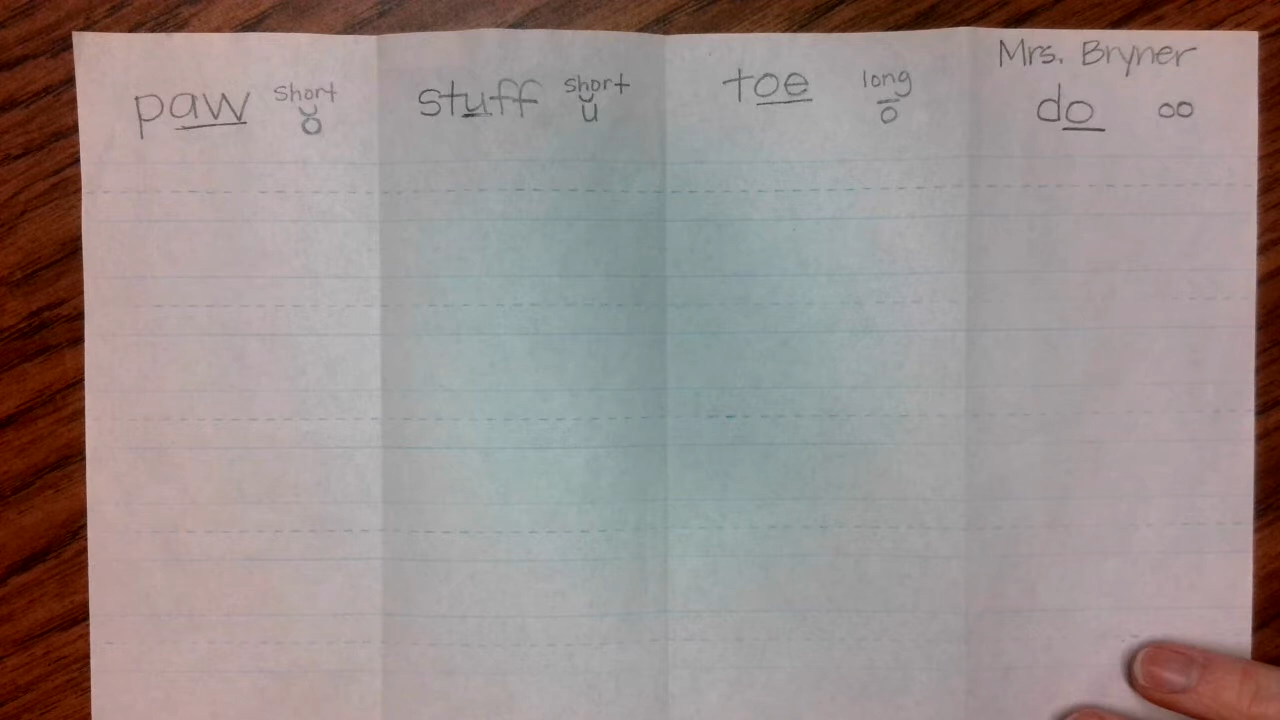 Mrs. Bryner
paw short ŏ
stuff short ŭ
toe long ō
do oo